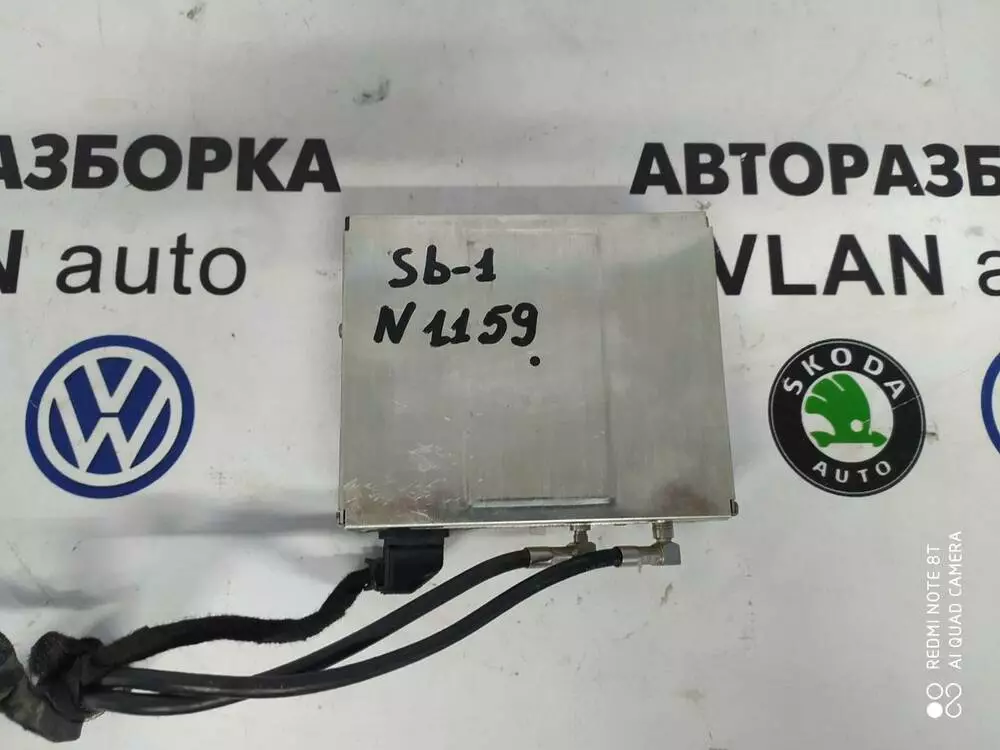 АЗБОРКА
АВТОРАЗБ
N auto
VLAN a
Sb-1
N 1159.
SKODA
AUTO
REDMI NOTE 8T
AI QUAD CAMERA